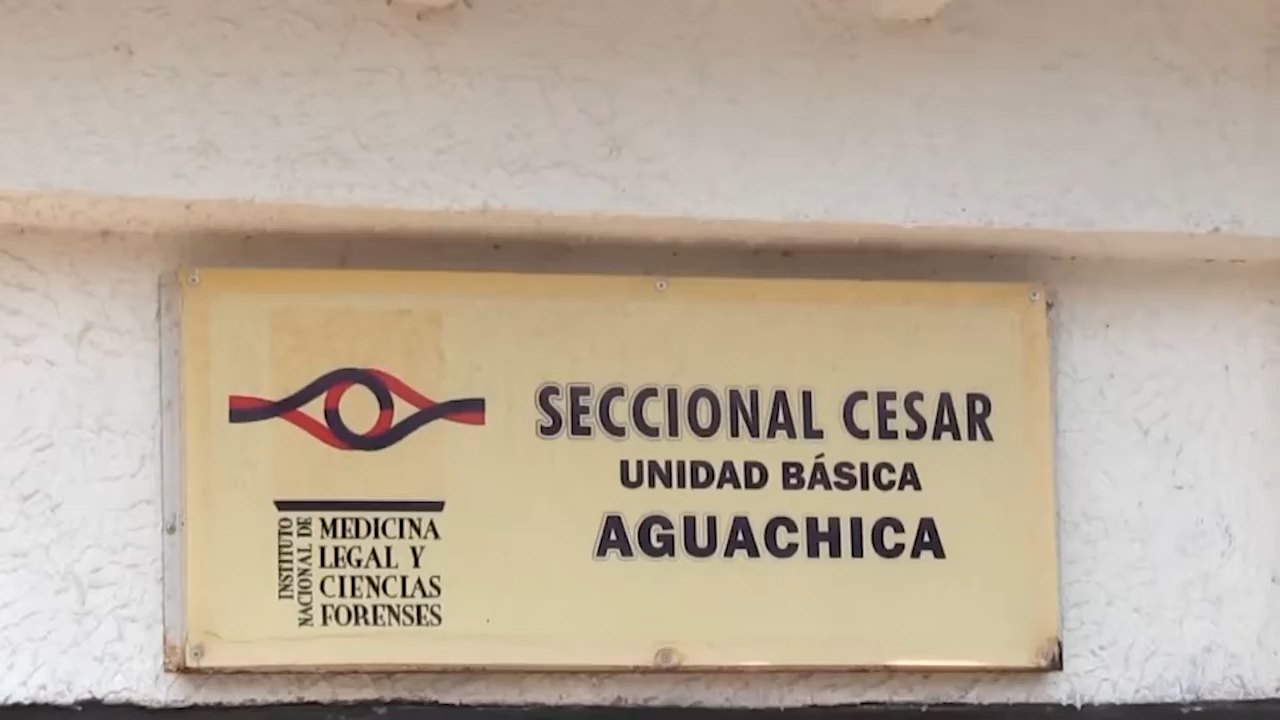 INSTITUTO
NACIONAL DE
MEDICINA
LEGAL Y
CIENCIAS
FORENSES
SECCIONAL CESAR
UNIDAD BÁSICA
AGUACHICA